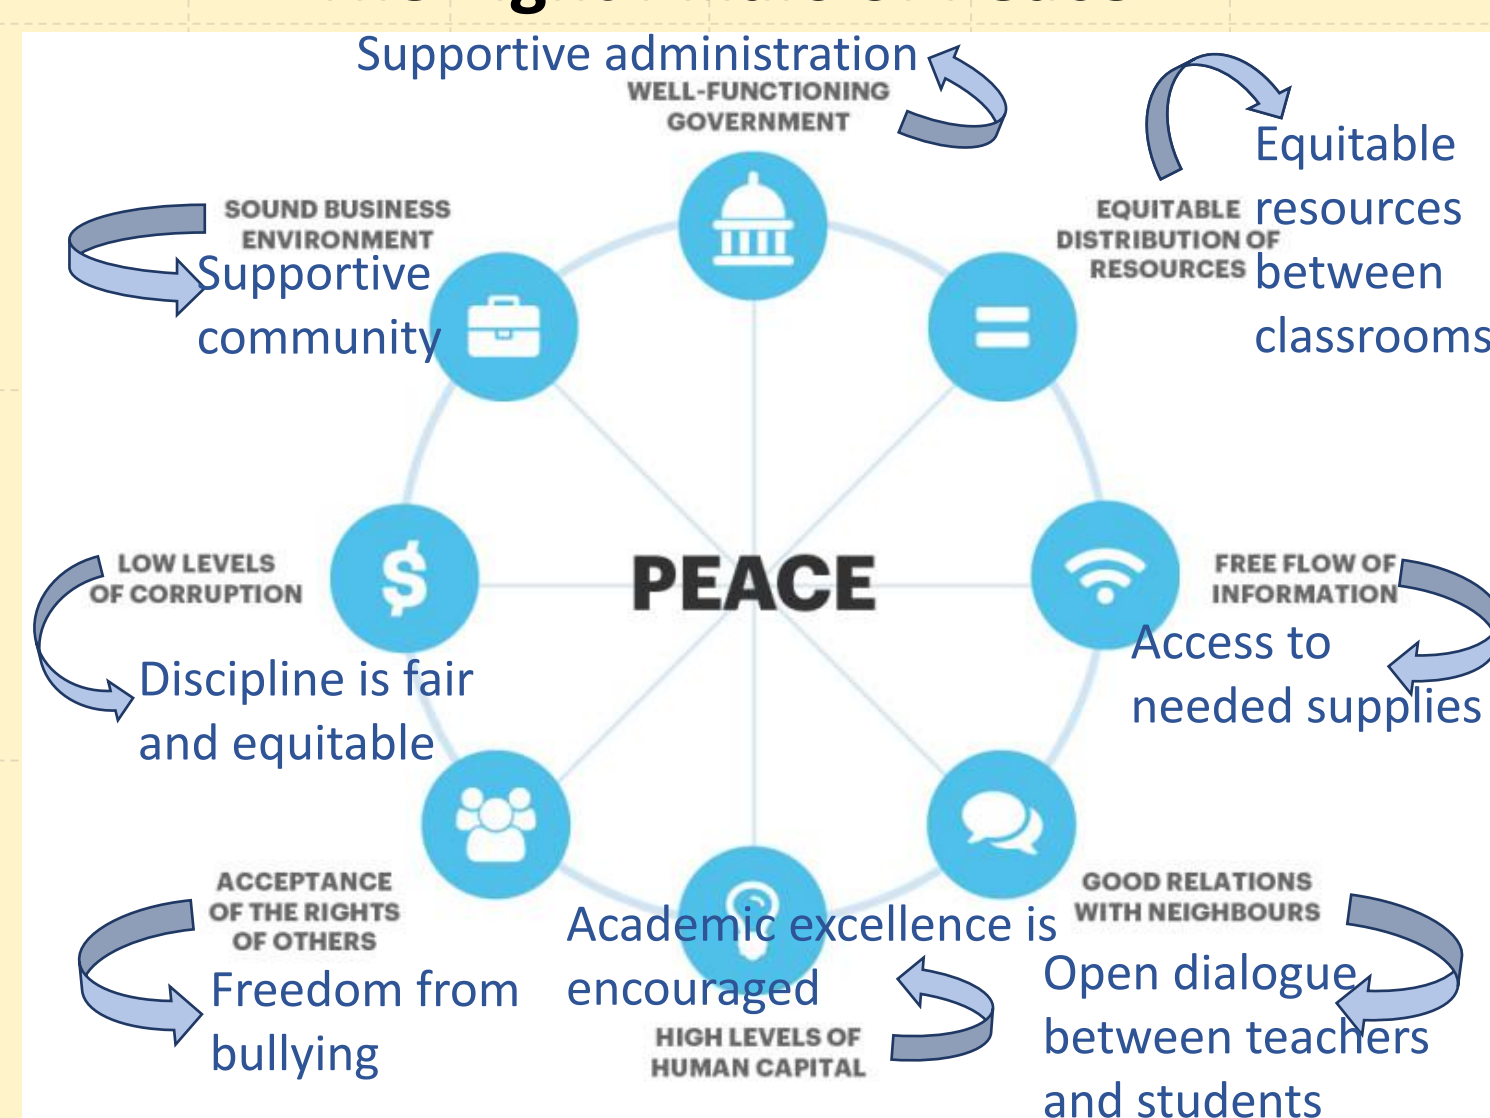 Supportive administration
WELL-FUNCTIONING
GOVERNMENT
Equitable
resources
between
classrooms
EQUITABLE
DISTRIBUTION OF
RESOURCES
SOUND BUSINESS
ENVIRONMENT
Supportive
community
PEACE
LOW LEVELS
OF CORRUPTION
Discipline is fair
and equitable
FREE FLOW OF
INFORMATION
Access to
needed supplies
ACCEPTANCE
OF THE RIGHTS
OF OTHERS
Freedom from
bullying
Academic excellence is
encouraged
HIGH LEVELS OF
HUMAN CAPITAL
GOOD RELATIONS
WITH NEIGHBOURS
Open dialogue
between teachers
and students